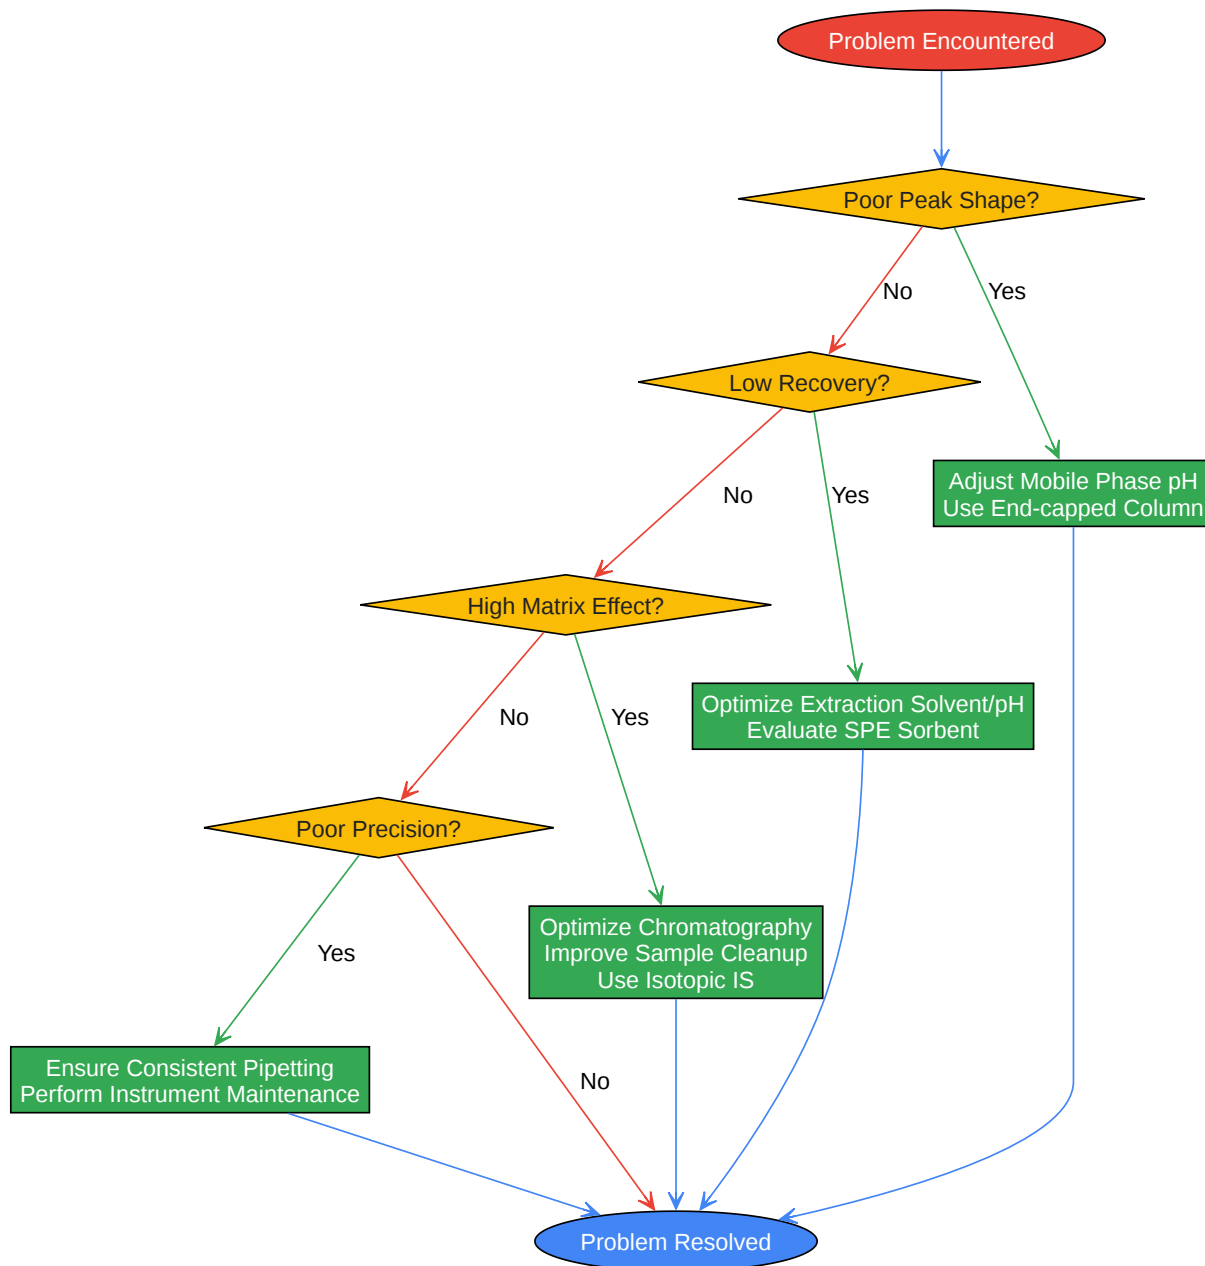 Problem Encountered
Poor Peak Shape?
No
Yes
Low Recovery?
Adjust Mobile Phase pH
Use End-capped Column
No
Yes
High Matrix Effect?
Optimize Extraction Solvent/pH
Evaluate SPE Sorbent
No
Yes
Poor Precision?
Optimize Chromatography
Improve Sample Cleanup
Use Isotopic IS
Yes
Ensure Consistent Pipetting
Perform Instrument Maintenance
No
Problem Resolved